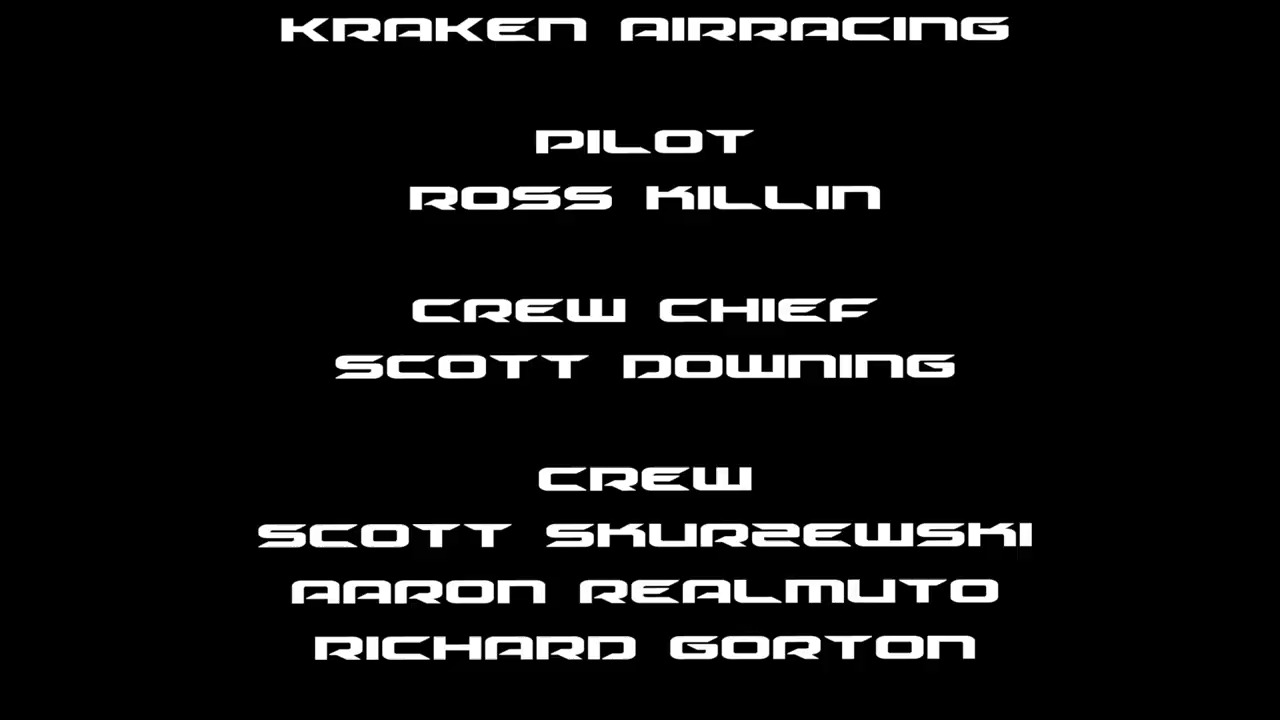 KRAKEN AIRRACING
PILOT
ROSS KILLIN
CREW CHIEF
SCOTT DOWNING
CREW
SCOTT SKURZEWSKI
AARON REALMUTO
RICHARD GORTON